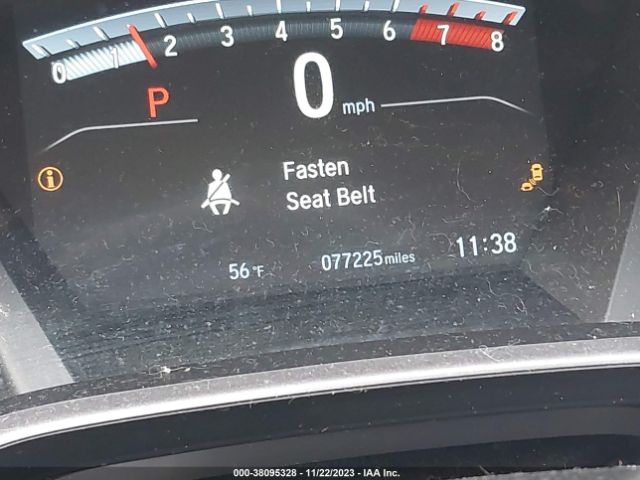 0 1 2 3 4 5 6 7 8
P 0 mph
i
Fasten
Seat Belt
56 °F 077225 miles 11:38
000-38095328 - 11/22/2023 - IAA Inc.